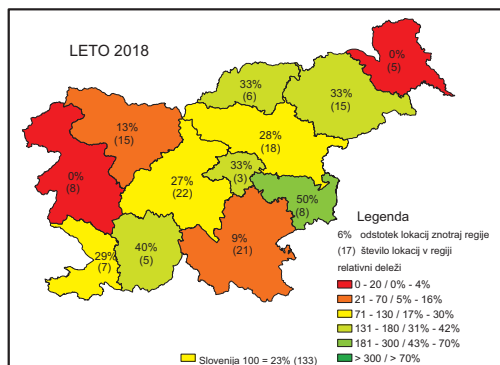 LETO 2018
0%
(5)
33%
(6)
33%
(15)
13%
(15)
28%
(18)
33%
(3)
0%
(8)
27%
(22)
50%
(8)
9%
(21)
40%
(5)
29%
(7)
Legenda
6% odstotek lokacij znotraj regije
(17) število lokacij v regiji
relativni deleži
0 - 20 / 0% - 4%
21 - 70 / 5% - 16%
71 - 130 / 17% - 30%
131 - 180 / 31% - 42%
181 - 300 / 43% - 70%
> 300 / > 70%
Slovenija 100 = 23% (133)